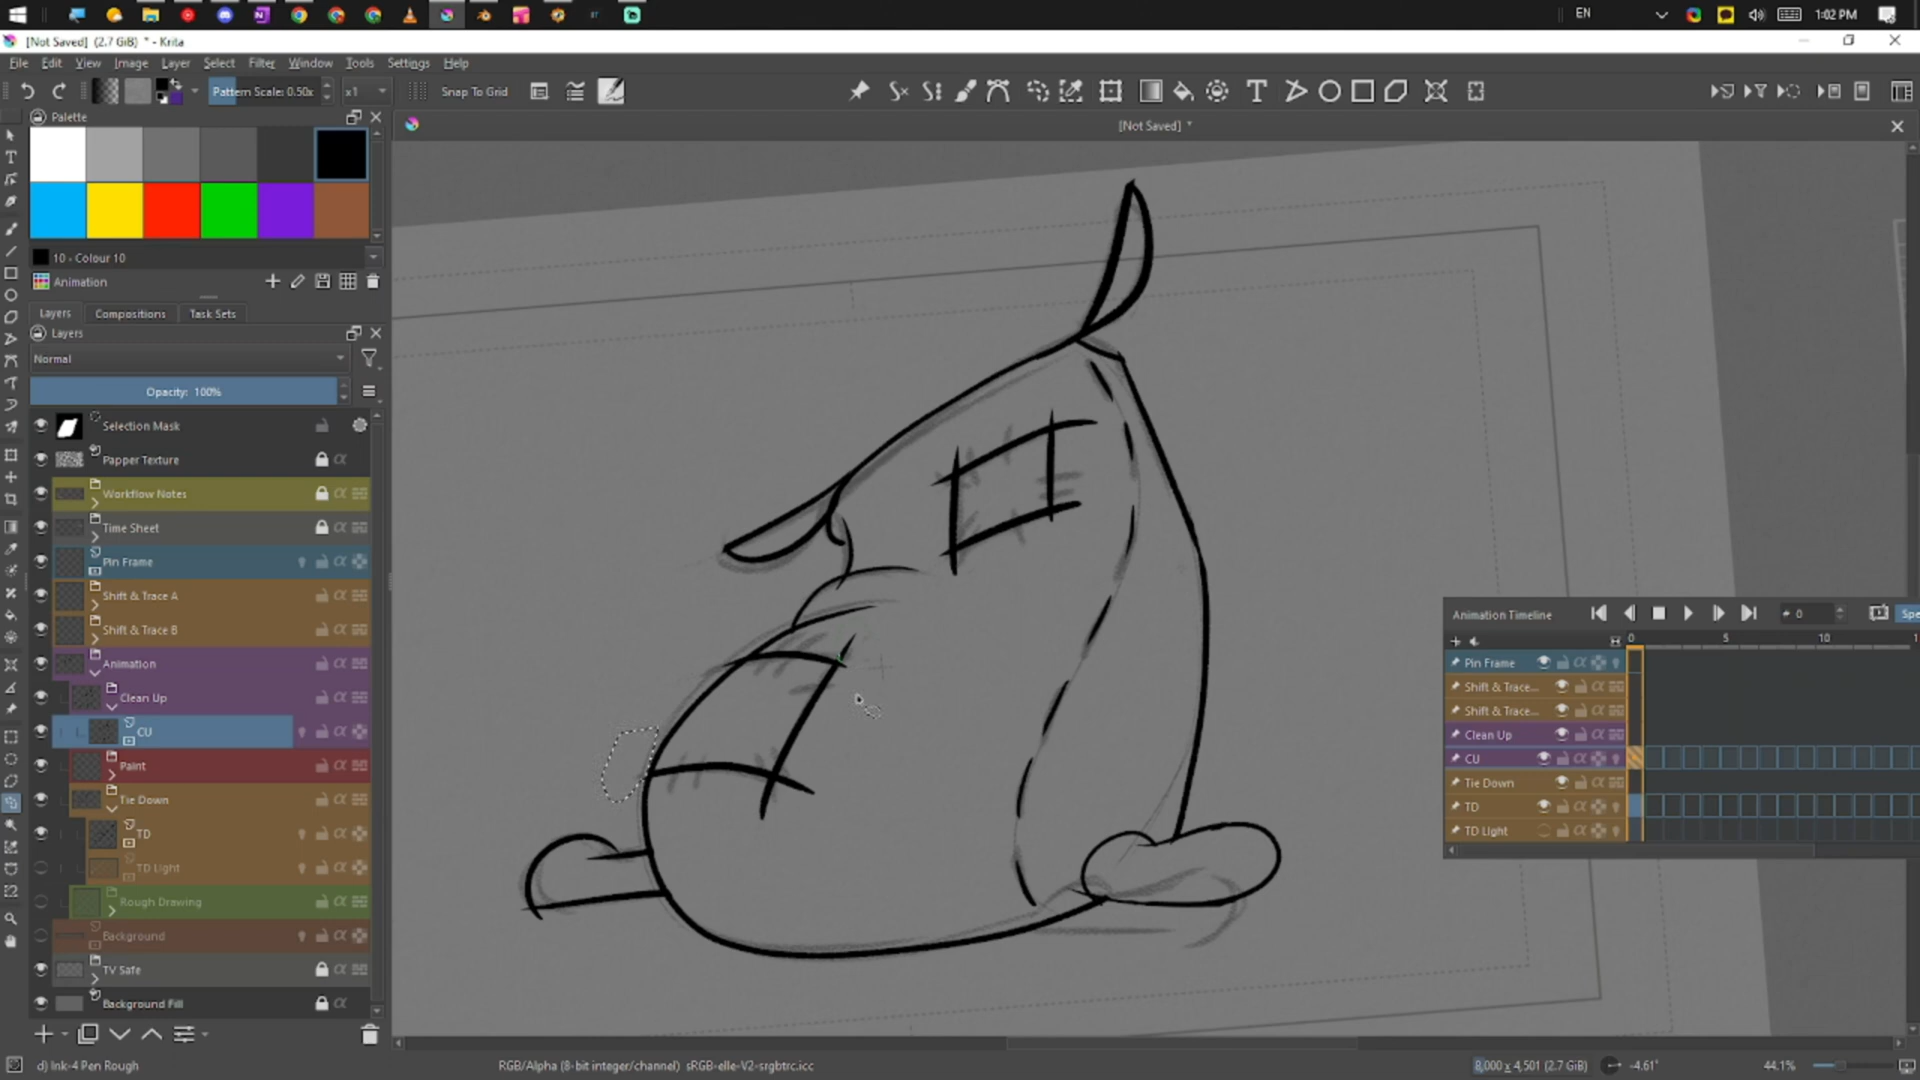 EN
1:02 PM
[Not Saved] (2.7 GiB) * - Krita
File Edit View Image Layer Select Filter Window Tools Settings Help
Pattern Scale: 0.50x
x1
Snap To Grid
Palette
[Not Saved] *
10 - Colour 10
Animation
Layers Compositions Task Sets
Layers
Normal
Opacity: 100%
Selection Mask
Papper Texture
Workflow Notes
Time Sheet
Pin Frame
Shift & Trace A
Shift & Trace B
Animation
Clean Up
CU
Paint
Tie Down
TD
TD Light
Rough Drawing
Background
TV Safe
Background Fill
Animation Timeline
0
Spe
0 5 10 1
Pin Frame
Shift & Trace...
Shift & Trace...
Clean Up
CU
Tie Down
TD
TD Light
d) Ink-4 Pen Rough
RGB/Alpha (8-bit integer/channel) sRGB-elle-V2-srgbtrc.icc
8,000 x 4,501 (2.7 GiB)
-4.61°
44.1%